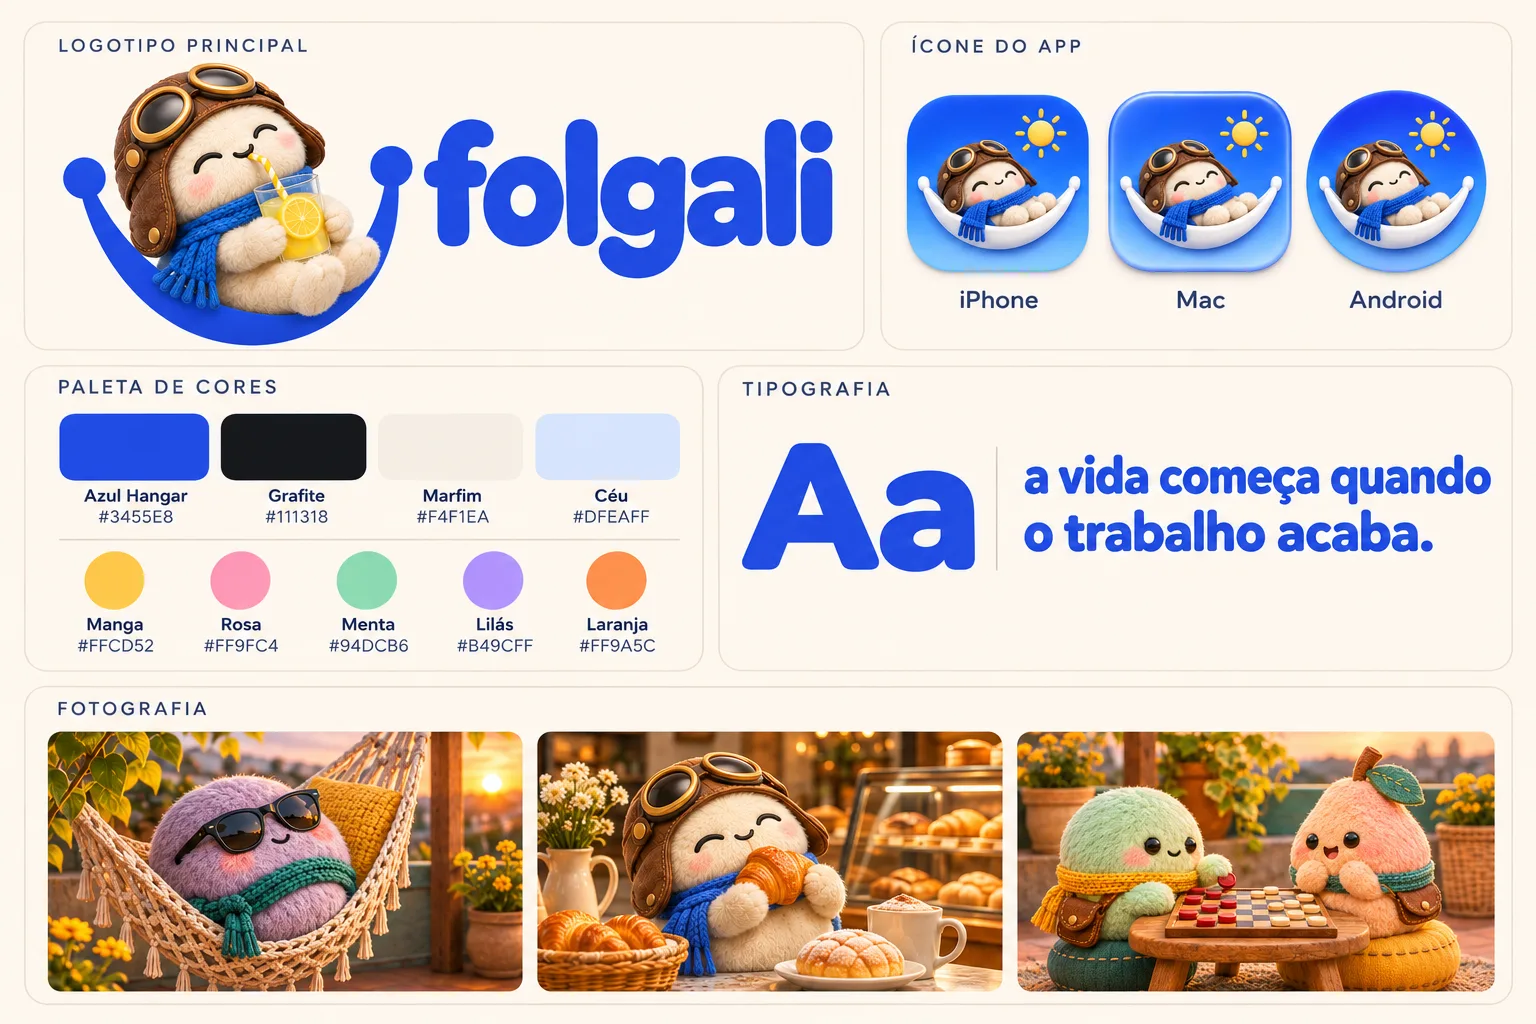 LOGOTIPO PRINCIPAL
folgali
ÍCONE DO APP
iPhone
Mac
Android
PALETA DE CORES
Azul Hangar
#3455E8
Grafite
#111318
Marfim
#F4F1EA
Céu
#DFEAFF
Manga
#FFCD52
Rosa
#FF9FC4
Menta
#94DCB6
Lilás
#B49CFF
Laranja
#FF9A5C
TIPOGRAFIA
Aa
a vida começa quando
o trabalho acaba.
FOTOGRAFIA